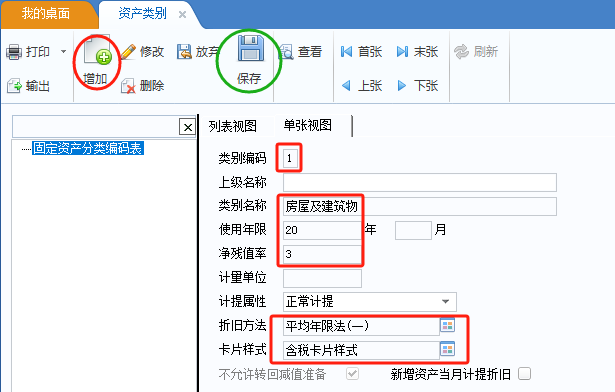 我的桌面 资产类别
打印 增加 修改 放弃 保存 查看 首张 末张 刷新
输出 删除 上张 下张
列表视图 单张视图
固定资产分类编码表
类别编码 1
上级名称
类别名称 房屋及建筑物
使用年限 20 年 月
净残值率 3
计量单位
计提属性 正常计提
折旧方法 平均年限法(一)
卡片样式 含税卡片样式
不允许转回减值准备 新增资产当月计提折旧